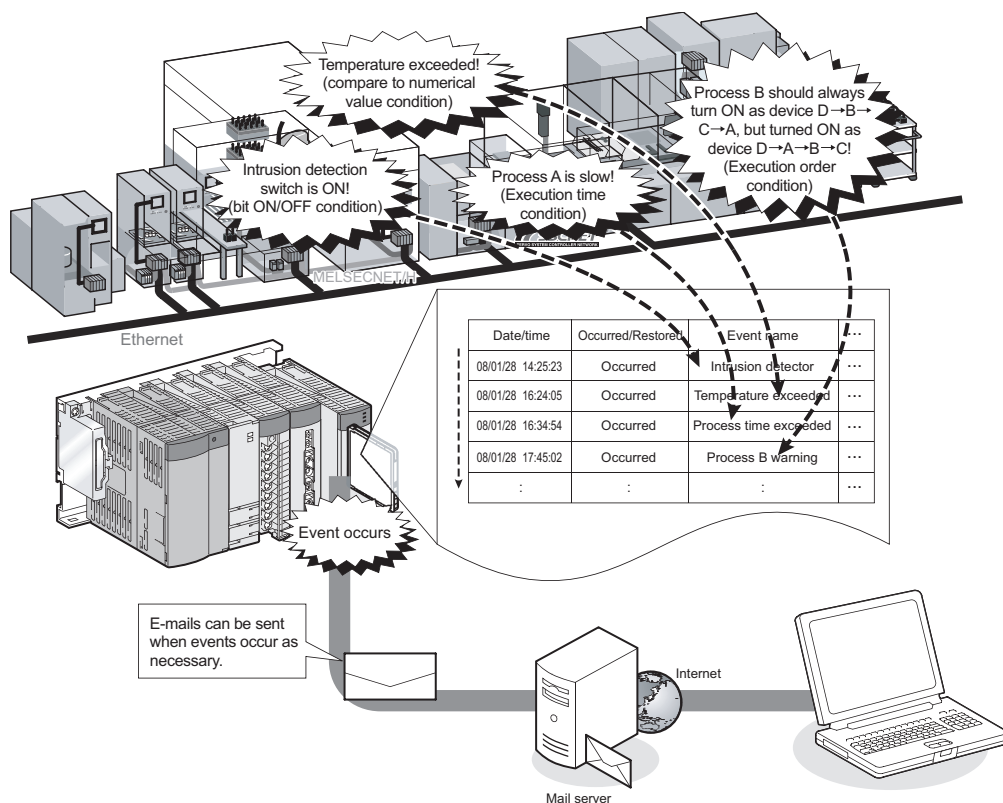 Temperature exceeded!
(compare to numerical
value condition)
Process B should always
turn ON as device D→B→
C→A, but turned ON as
device D→A→B→C!
(Execution order
condition)
Intrusion detection
switch is ON!
(bit ON/OFF condition)
Process A is slow!
(Execution time
condition)
SERVO SYSTEM CONTROLLER NETWORK
MELSECNET/H
Ethernet
Date/time Occurred/Restored Event name ...
08/01/28 14:25:23 Occurred Intrusion detector ...
08/01/28 16:24:05 Occurred Temperature exceeded ...
08/01/28 16:34:54 Occurred Process time exceeded ...
08/01/28 17:45:02 Occurred Process B warning ...
: : : ...
Event occurs
E-mails can be sent
when events occur as
necessary.
Internet
Mail server